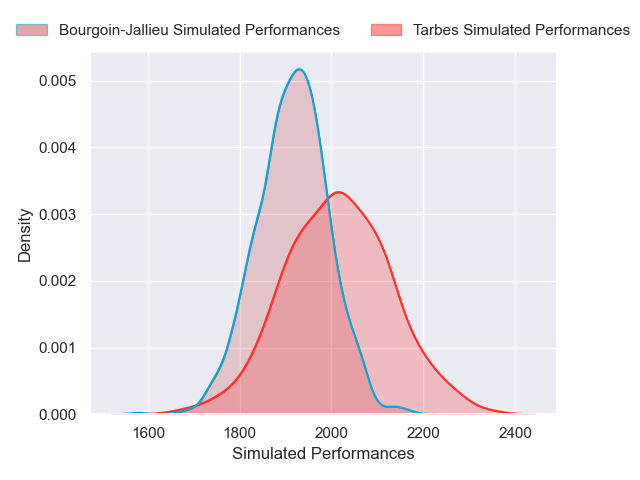 Bourgoin-Jallieu Simulated Performances
Tarbes Simulated Performances
0.005
0.004
0.003
0.002
0.001
0.000
Density
1600
1800
2000
2200
2400
Simulated Performances